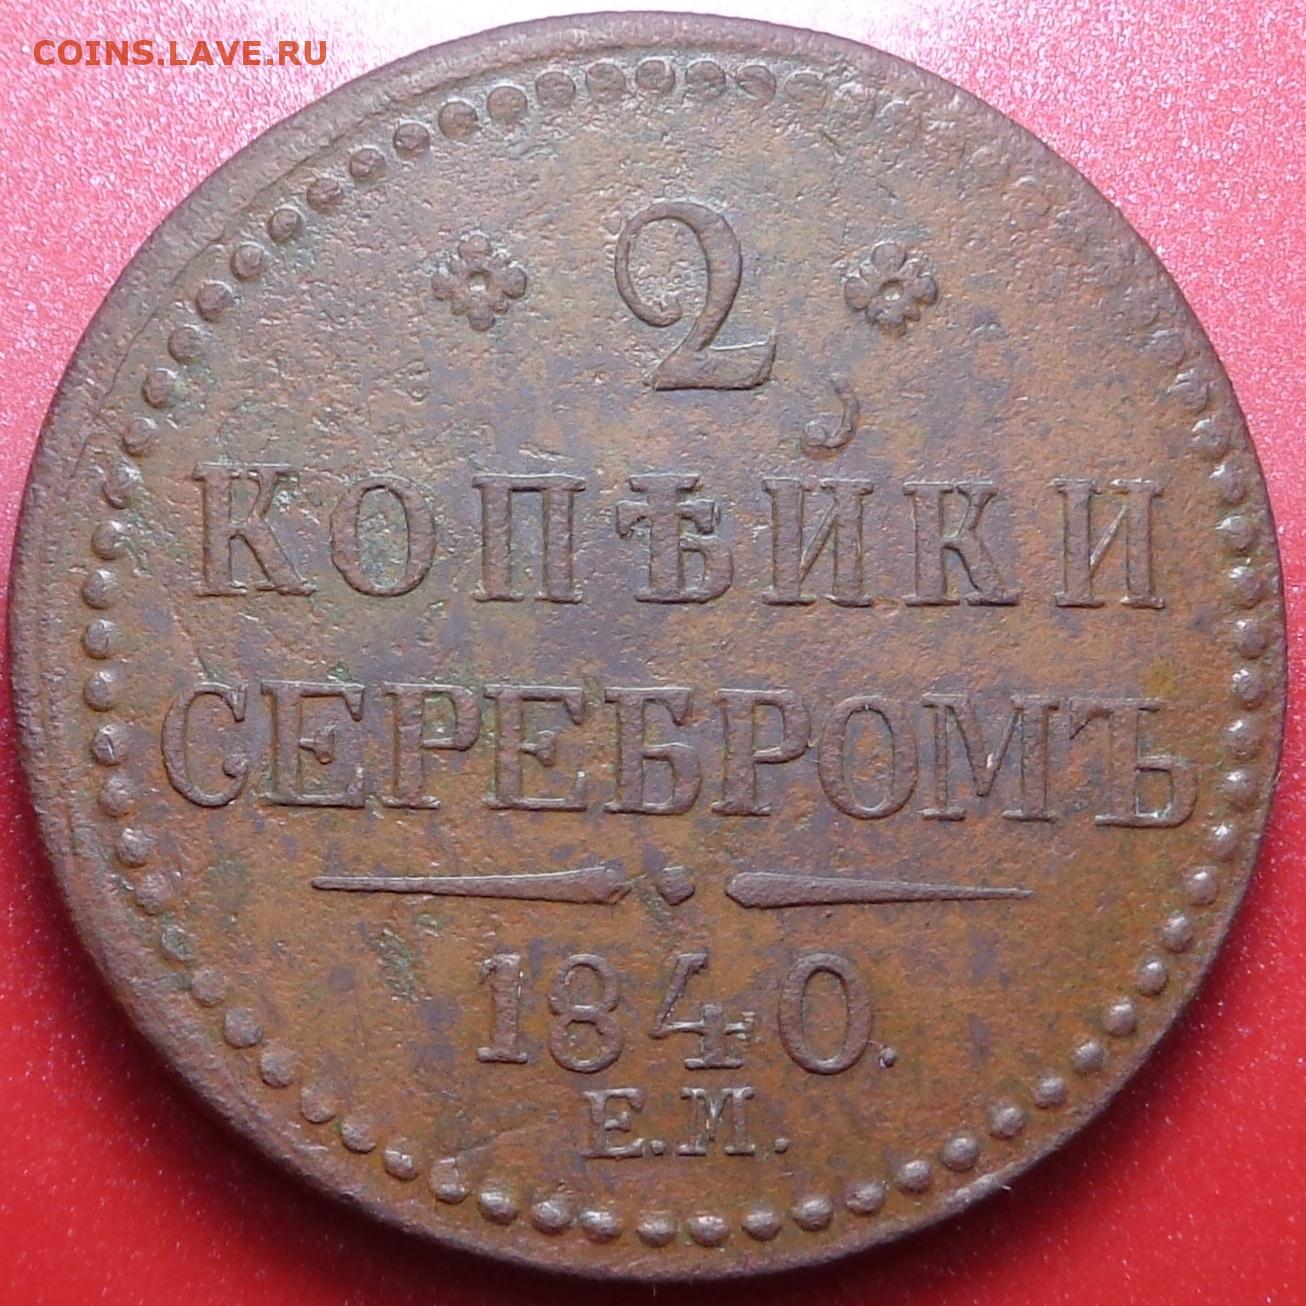 COINS.LAVE.RU
2
КОПѢЙКИ
СЕРЕБРОМЪ
1840.
Е.М.